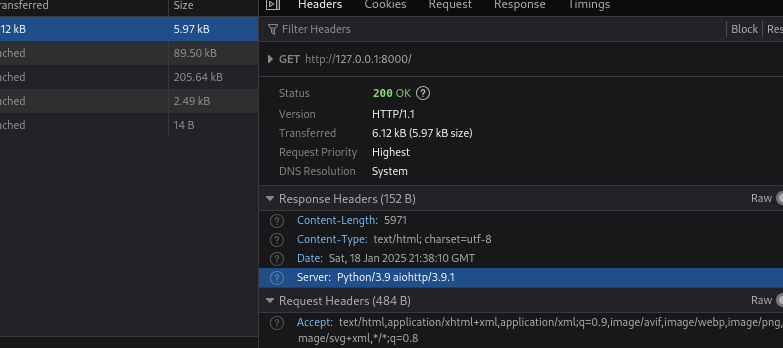 Transferred Size
12 kB 5.97 kB
ached 89.50 kB
ached 205.64 kB
ached 2.49 kB
ached 14 B
Headers Cookies Request Response Timings
Filter Headers Block Res
GET http://127.0.0.1:8000/
Status 200 OK ?
Version HTTP/1.1
Transferred 6.12 kB (5.97 kB size)
Request Priority Highest
DNS Resolution System
Response Headers (152 B) Raw
? Content-Length: 5971
? Content-Type: text/html; charset=utf-8
? Date: Sat, 18 Jan 2025 21:38:10 GMT
? Server: Python/3.9 aiohttp/3.9.1
Request Headers (484 B) Raw
? Accept: text/html,application/xhtml+xml,application/xml;q=0.9,image/avif,image/webp,image/png,
mage/svg+xml,*/*;q=0.8